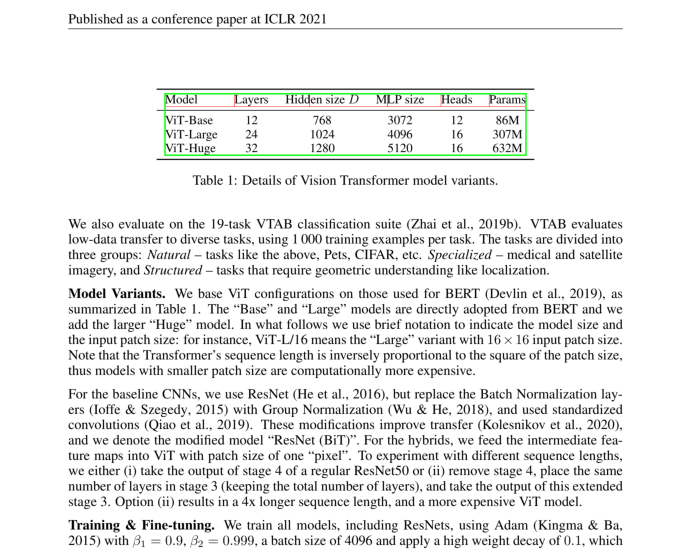 Published as a conference paper at ICLR 2021
Model Layers Hidden size D MLP size Heads Params
ViT-Base 12 768 3072 12 86M
ViT-Large 24 1024 4096 16 307M
ViT-Huge 32 1280 5120 16 632M
Table 1: Details of Vision Transformer model variants.
We also evaluate on the 19-task VTAB classification suite (Zhai et al., 2019b). VTAB evaluates
low-data transfer to diverse tasks, using 1 000 training examples per task. The tasks are divided into
three groups: Natural – tasks like the above, Pets, CIFAR, etc. Specialized – medical and satellite
imagery, and Structured – tasks that require geometric understanding like localization.
Model Variants. We base ViT configurations on those used for BERT (Devlin et al., 2019), as
summarized in Table 1. The “Base” and “Large” models are directly adopted from BERT and we
add the larger “Huge” model. In what follows we use brief notation to indicate the model size and
the input patch size: for instance, ViT-L/16 means the “Large” variant with 16 × 16 input patch size.
Note that the Transformer’s sequence length is inversely proportional to the square of the patch size,
thus models with smaller patch size are computationally more expensive.
For the baseline CNNs, we use ResNet (He et al., 2016), but replace the Batch Normalization lay-
ers (Ioffe & Szegedy, 2015) with Group Normalization (Wu & He, 2018), and used standardized
convolutions (Qiao et al., 2019). These modifications improve transfer (Kolesnikov et al., 2020),
and we denote the modified model “ResNet (BiT)”. For the hybrids, we feed the intermediate fea-
ture maps into ViT with patch size of one “pixel”. To experiment with different sequence lengths,
we either (i) take the output of stage 4 of a regular ResNet50 or (ii) remove stage 4, place the same
number of layers in stage 3 (keeping the total number of layers), and take the output of this extended
stage 3. Option (ii) results in a 4x longer sequence length, and a more expensive ViT model.
Training & Fine-tuning. We train all models, including ResNets, using Adam (Kingma & Ba,
2015) with β1 = 0.9, β2 = 0.999, a batch size of 4096 and apply a high weight decay of 0.1, which